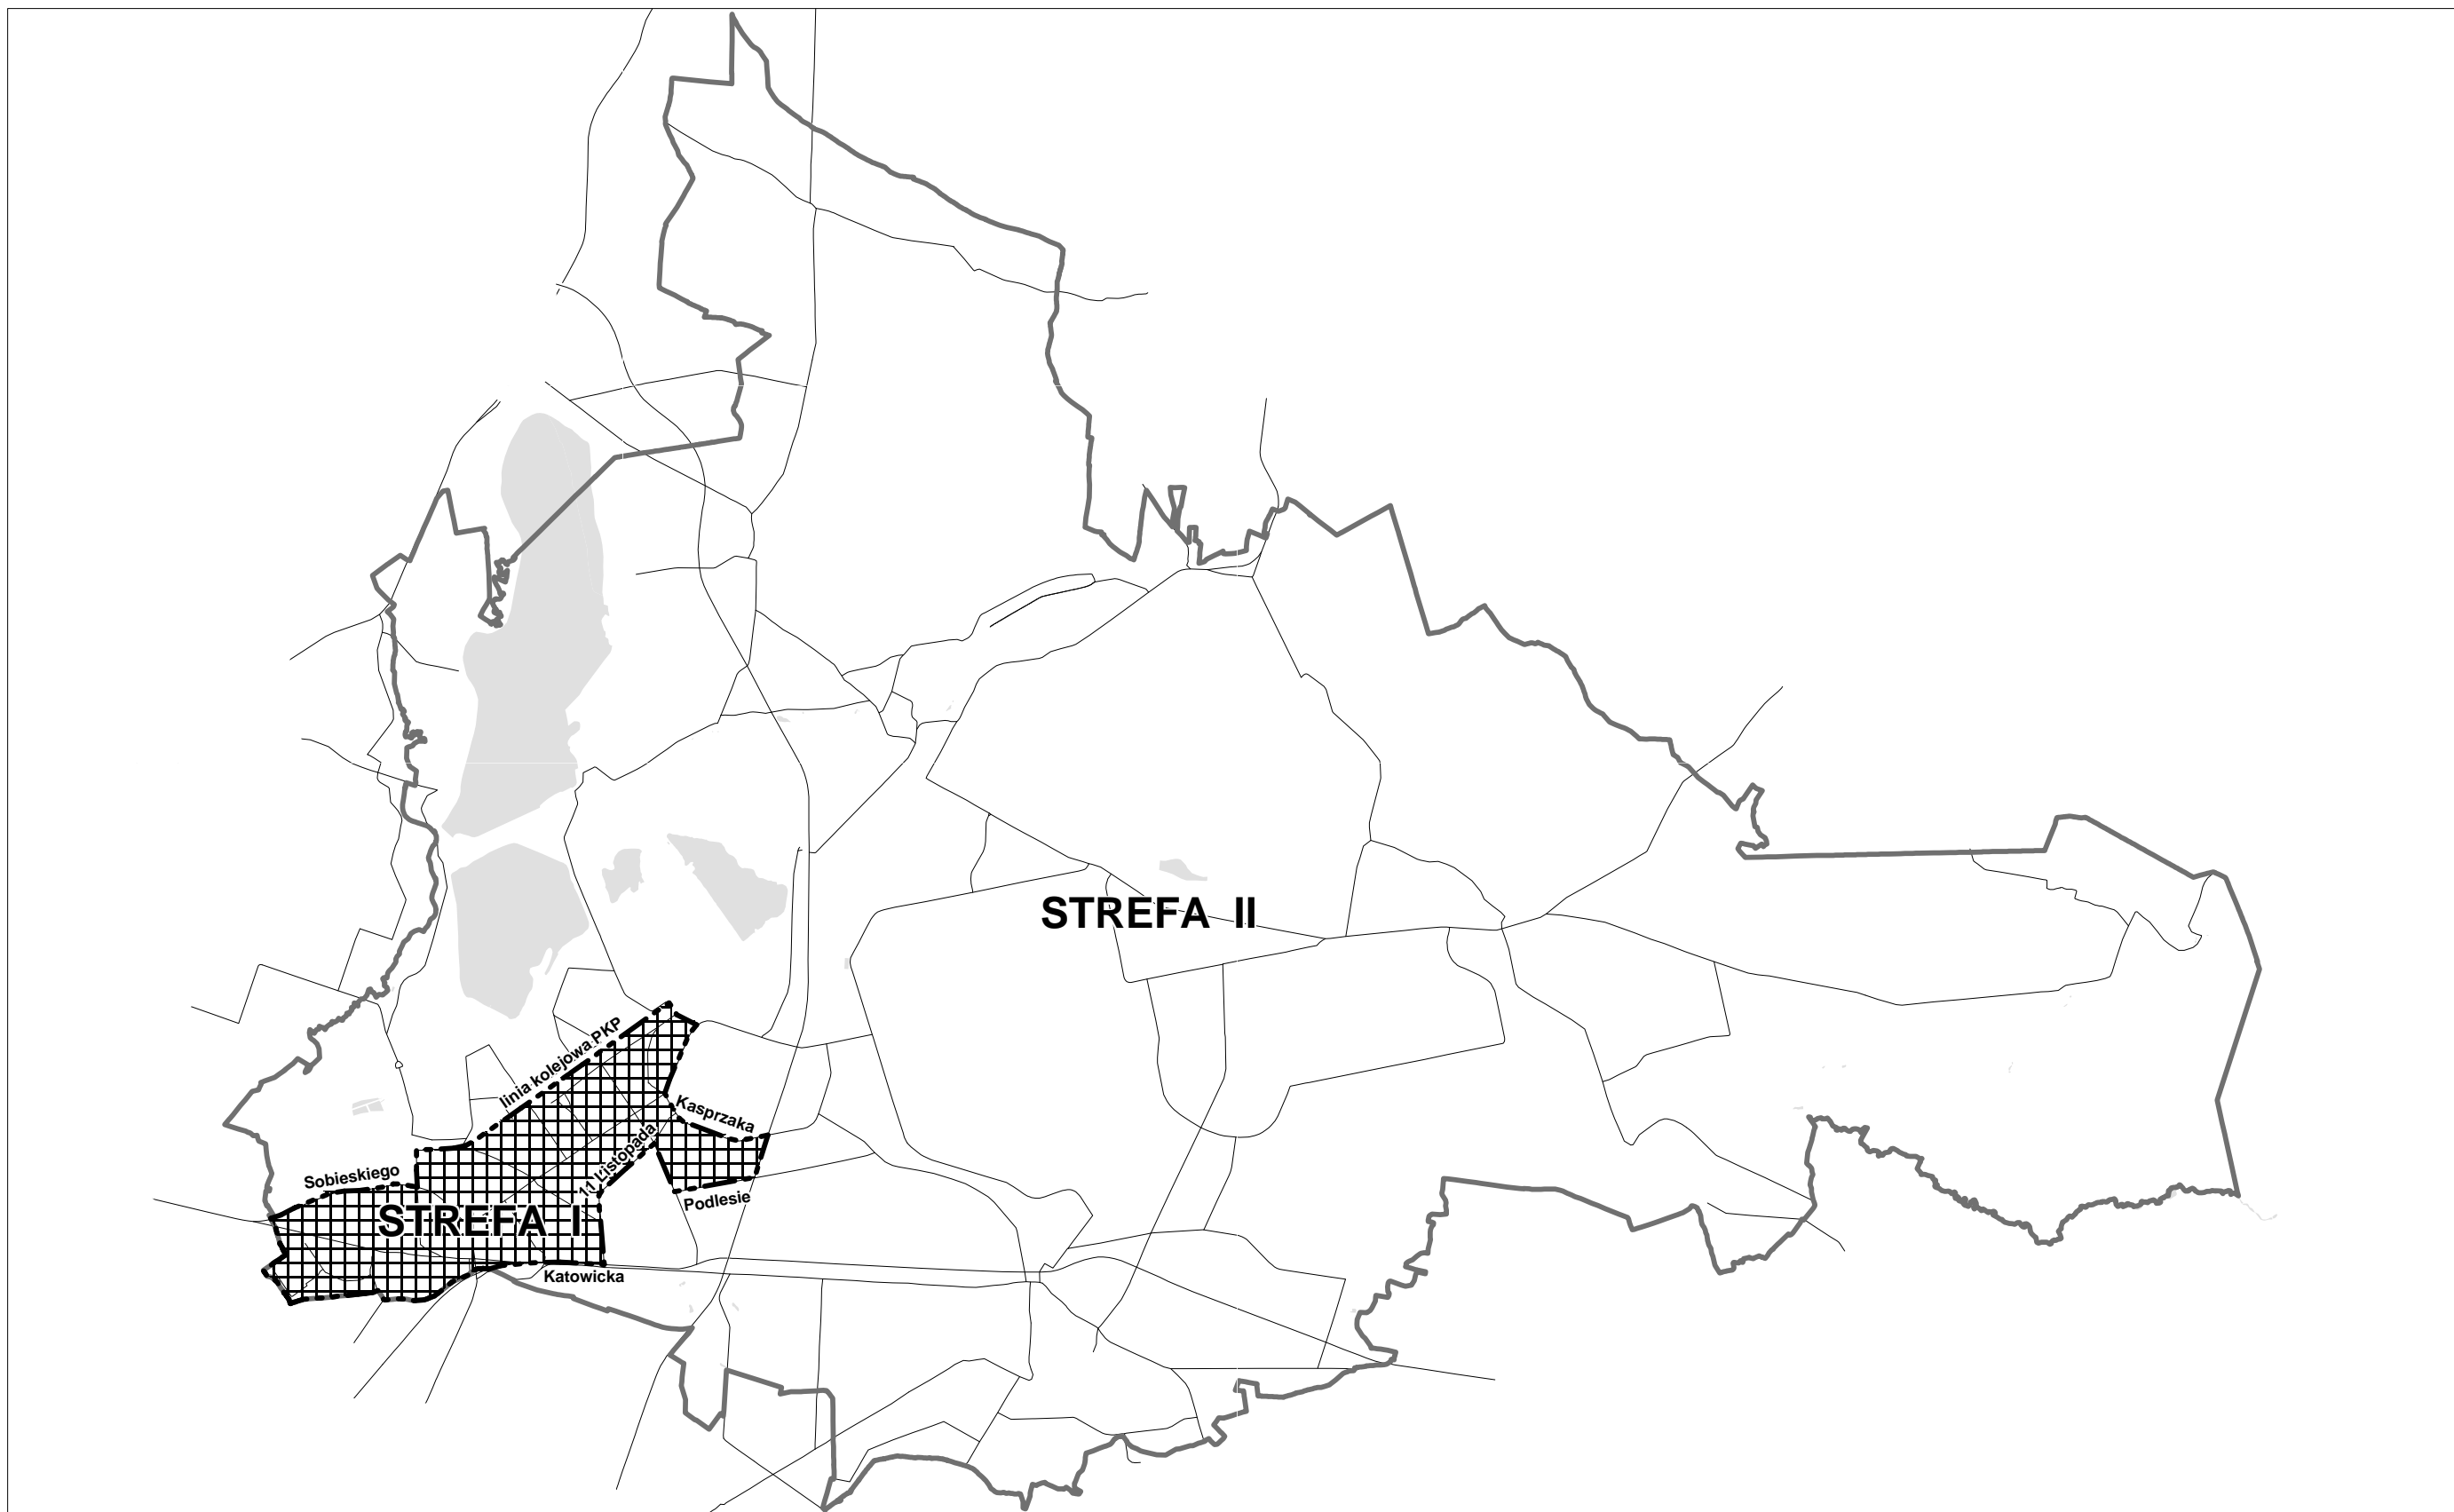 STREFA II
linia kolejowa PKP
Kasprzaka
11 Listopada
Sobieskiego
Podlesie
STREFA I
Katowicka